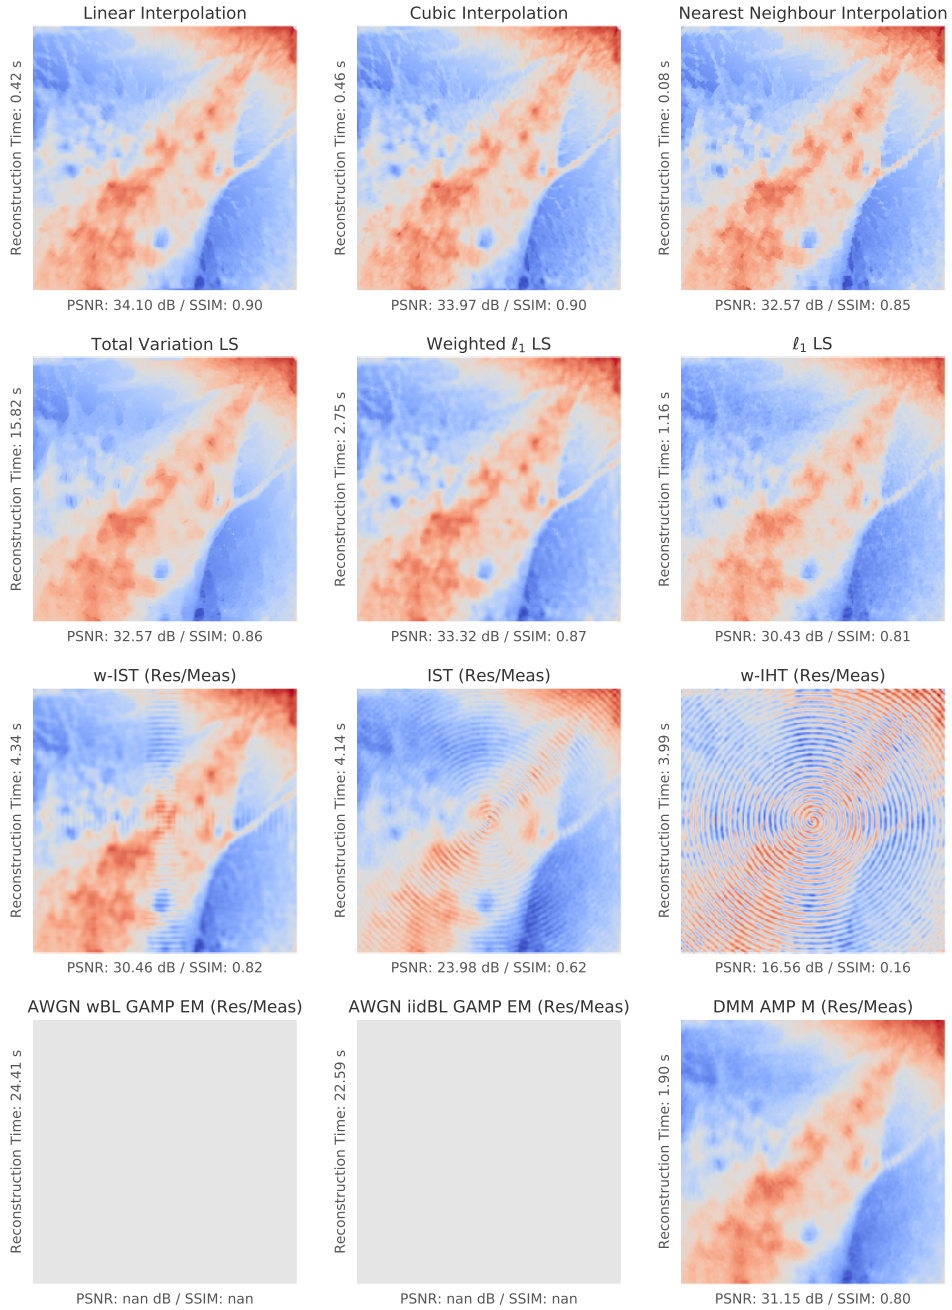 Linear Interpolation
Reconstruction Time: 0.42 s
PSNR: 34.10 dB / SSIM: 0.90
Cubic Interpolation
Reconstruction Time: 0.46 s
PSNR: 33.97 dB / SSIM: 0.90
Nearest Neighbour Interpolation
Reconstruction Time: 0.08 s
PSNR: 32.57 dB / SSIM: 0.85
Total Variation LS
Reconstruction Time: 15.82 s
PSNR: 32.57 dB / SSIM: 0.86
Weighted ℓ₁ LS
Reconstruction Time: 2.75 s
PSNR: 33.32 dB / SSIM: 0.87
ℓ₁ LS
Reconstruction Time: 1.16 s
PSNR: 30.43 dB / SSIM: 0.81
w-IST (Res/Meas)
Reconstruction Time: 4.34 s
PSNR: 30.46 dB / SSIM: 0.82
IST (Res/Meas)
Reconstruction Time: 4.14 s
PSNR: 23.98 dB / SSIM: 0.62
w-IHT (Res/Meas)
Reconstruction Time: 3.99 s
PSNR: 16.56 dB / SSIM: 0.16
AWGN wBL GAMP EM (Res/Meas)
Reconstruction Time: 24.41 s
PSNR: nan dB / SSIM: nan
AWGN iidBL GAMP EM (Res/Meas)
Reconstruction Time: 22.59 s
PSNR: nan dB / SSIM: nan
DMM AMP M (Res/Meas)
Reconstruction Time: 1.90 s
PSNR: 31.15 dB / SSIM: 0.80